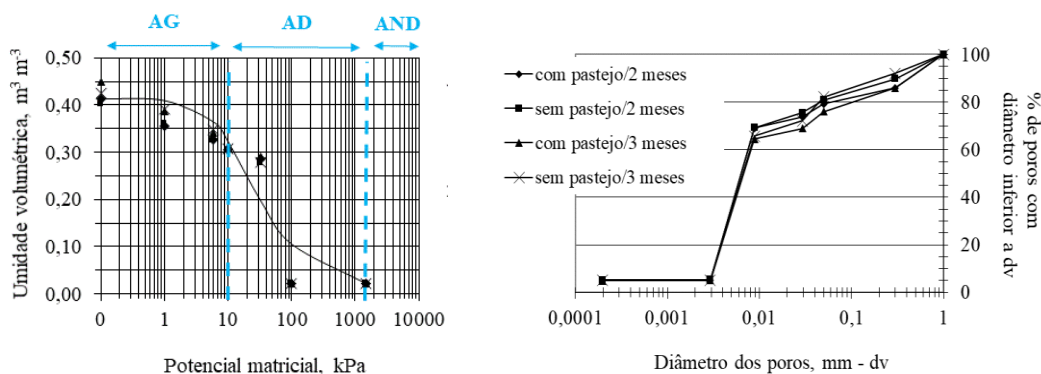 AG
AD
AND
Umidade volumétrica, m³ m⁻³
0,50
0,40
0,30
0,20
0,10
0,00
0
1
10
100
1000
10000
Potencial matricial, kPa
com pastejo/2 meses
sem pastejo/2 meses
com pastejo/3 meses
sem pastejo/3 meses
100
80
60
40
20
0
% de poros com
diâmetro inferior a dv
0,0001
0,001
0,01
0,1
1
Diâmetro dos poros, mm - dv